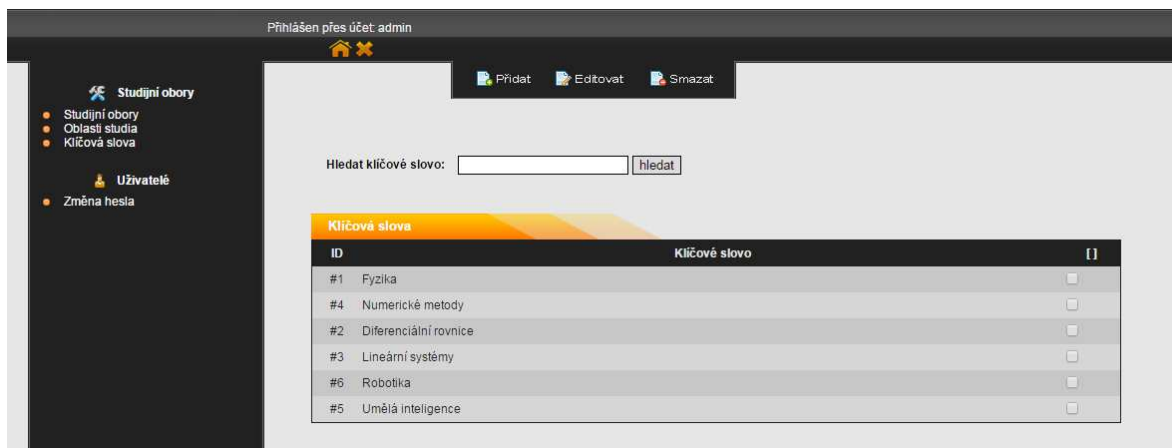 Přihlášen přes účet: admin
Přidat Editovat Smazat
Studijní obory
Studijní obory
Oblasti studia
Klíčová slova
Uživatelé
Změna hesla
Hledat klíčové slovo: hledat
Klíčová slova
ID Klíčové slovo []
#1 Fyzika
#4 Numerické metody
#2 Diferenciální rovnice
#3 Lineární systémy
#6 Robotika
#5 Umělá inteligence